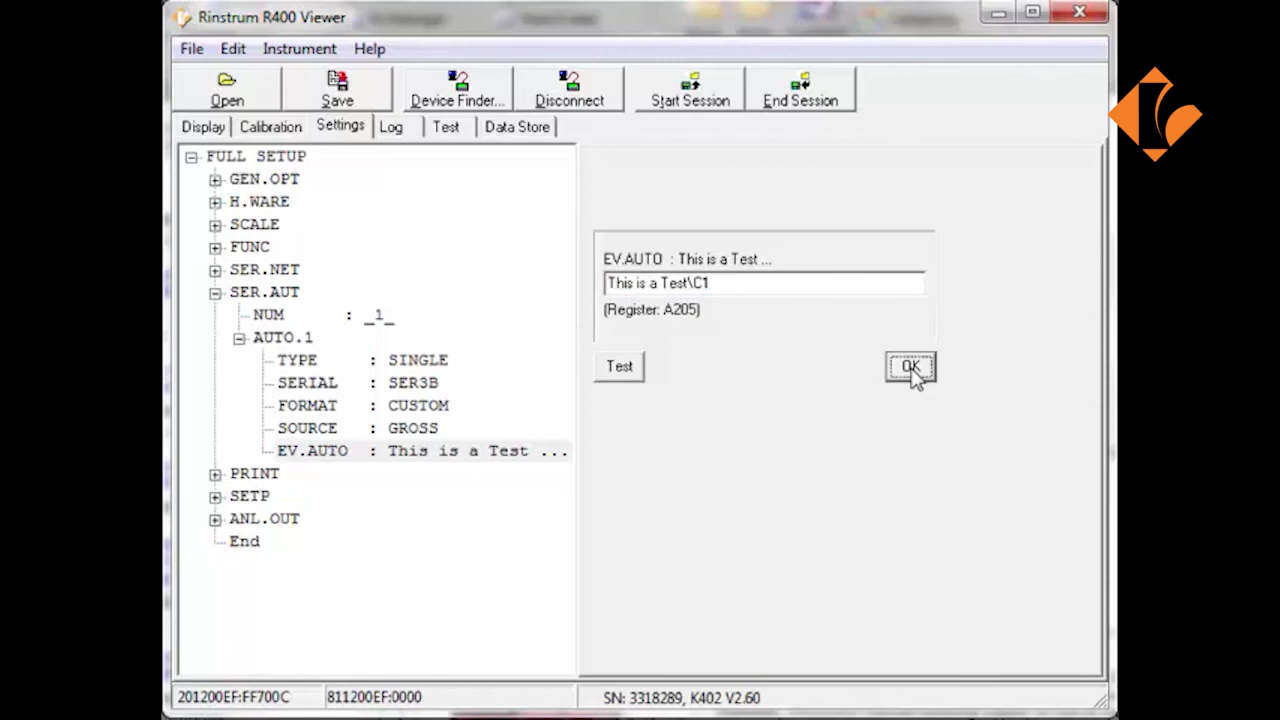 Rinstrum R400 Viewer
File Edit Instrument Help
Open Save Device Finder... Disconnect Start Session End Session
Display Calibration Settings Log Test Data Store
FULL SETUP
GEN.OPT
H.WARE
SCALE
FUNC
SER.NET
SER.AUT
NUM : _1_
AUTO.1
TYPE : SINGLE
SERIAL : SER3B
FORMAT : CUSTOM
SOURCE : GROSS
EV.AUTO : This is a Test ...
PRINT
SETP
ANL.OUT
End
EV.AUTO : This is a Test ...
This is a Test\C1
(Register: A205)
Test OK
201200EF:FF700C 811200EF:0000 SN: 3318289, K402 V2.60